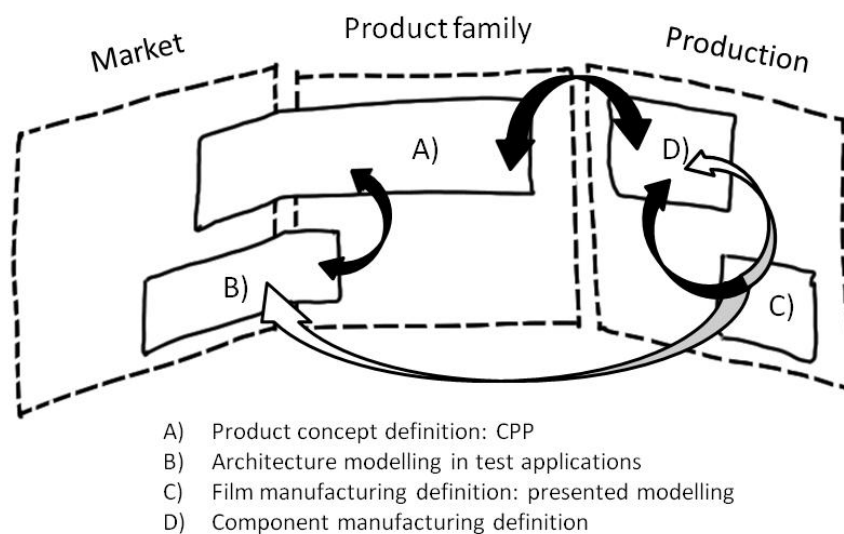 Market
Product family
Production
A)
D)
B)
C)
A) Product concept definition: CPP
B) Architecture modelling in test applications
C) Film manufacturing definition: presented modelling
D) Component manufacturing definition